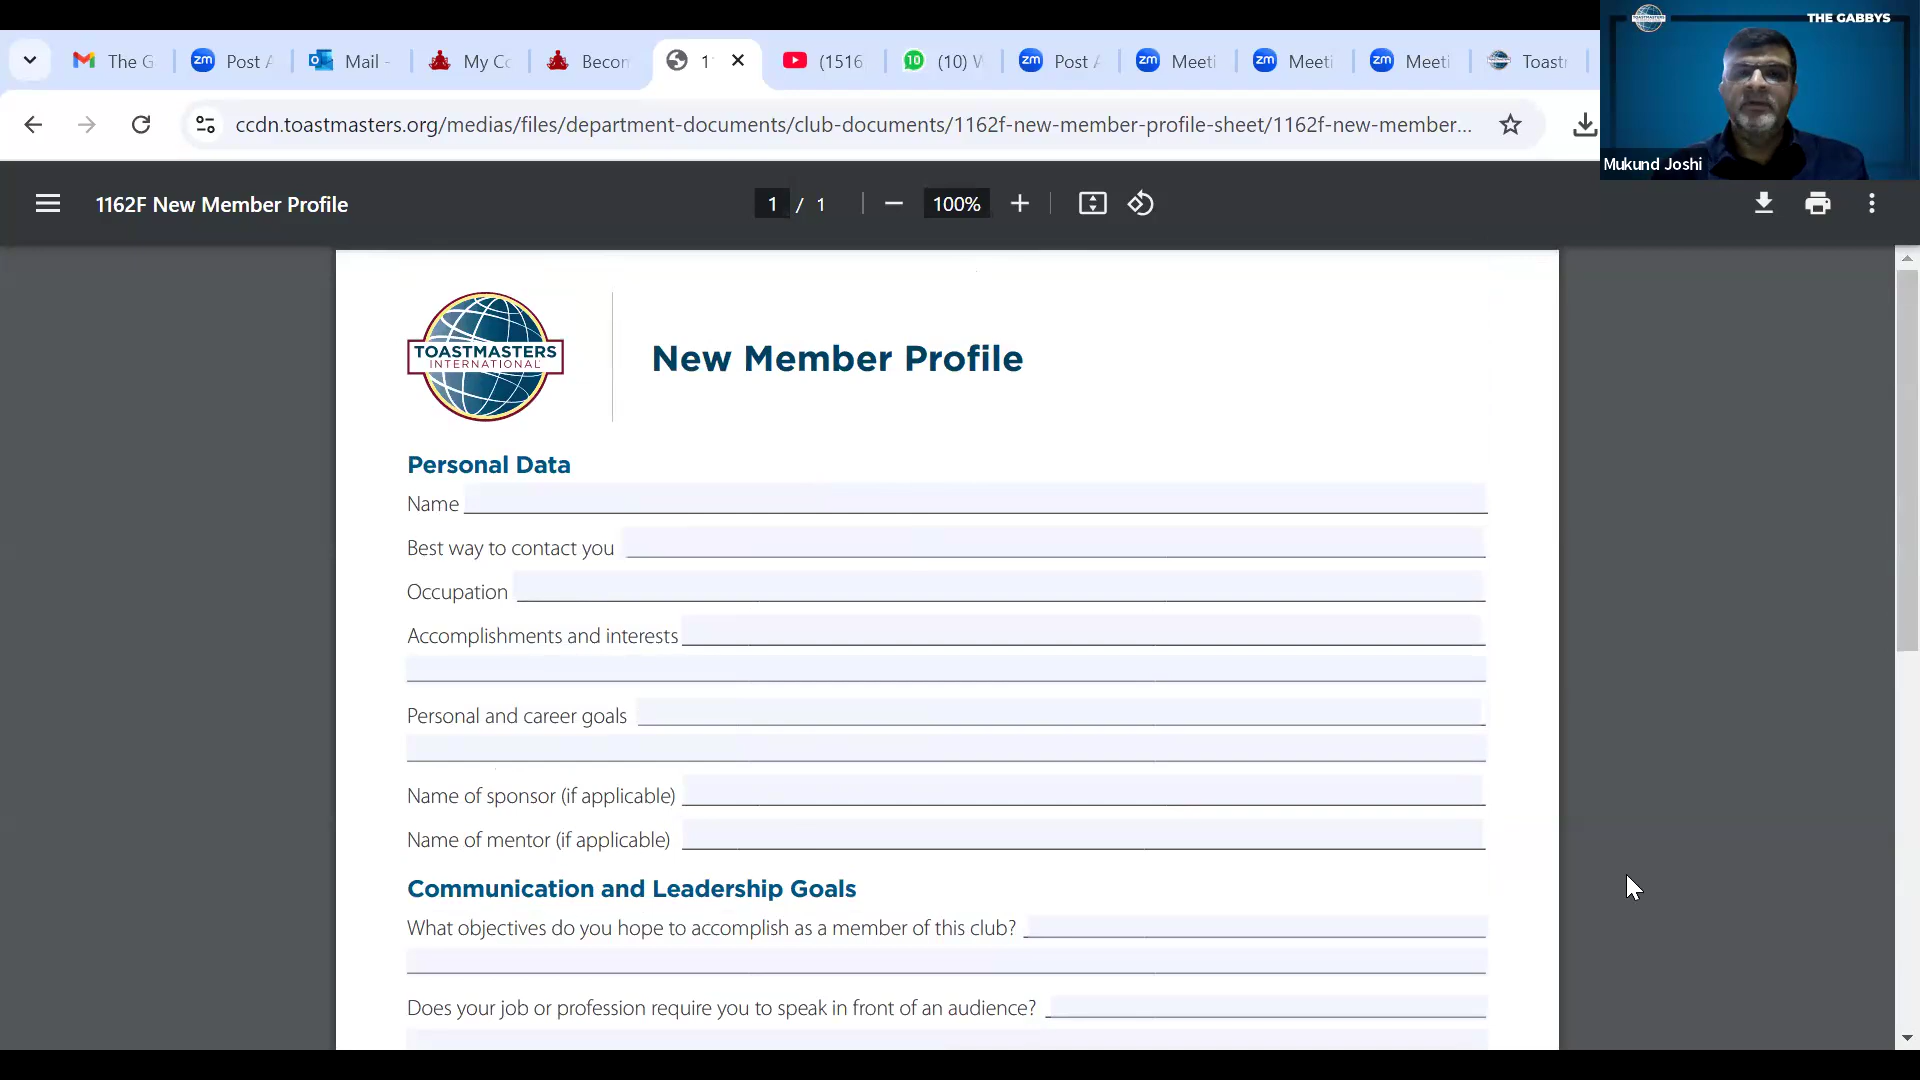 TOASTMASTERS
THE GABBYS
The G
Post
Mail
My Co
Becon
1
(1516
10
(10) W
Post
Meeti
Meeti
Meeti
Toast
ccdn.toastmasters.org/medias/files/department-documents/club-documents/1162f-new-member-profile-sheet/1162f-new-member...
Mukund Joshi
1162F New Member Profile
1 / 1
100%
TOASTMASTERS
INTERNATIONAL
New Member Profile
Personal Data
Name
Best way to contact you
Occupation
Accomplishments and interests
Personal and career goals
Name of sponsor (if applicable)
Name of mentor (if applicable)
Communication and Leadership Goals
What objectives do you hope to accomplish as a member of this club?
Does your job or profession require you to speak in front of an audience?